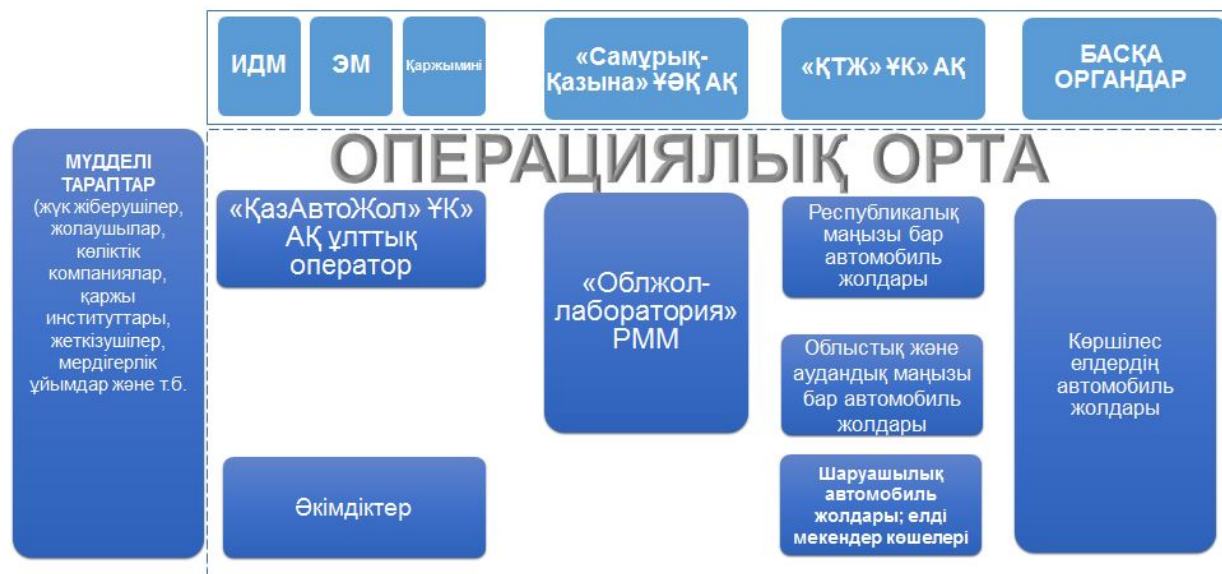 ИДМ
ЭМ
Қаржымині
«Самұрық-
Қазына» ҰӘҚ АҚ
«ҚТЖ» ҰК» АҚ
БАСҚА
ОРГАНДАР
МҮДДЕЛІ
ТАРАПТАР
(жүк жіберушілер,
жолаушылар,
көліктік
компаниялар,
қаржы
институттары,
жеткізушілер,
мердігерлік
ұйымдар және т.б.
ОПЕРАЦИЯЛЫҚ ОРТА
«ҚазАвтоЖол» ҰК»
АҚ ұлттық
оператор
Әкімдіктер
«Облжол-
лаборатория»
РММ
Республикалық
маңызы бар
автомобиль
жолдары
Облыстық және
аудандық маңызы
бар автомобиль
жолдары
Шаруашылық
автомобиль
жолдары; елді
мекендер көшелері
Көршілес
елдердің
автомобиль
жолдары